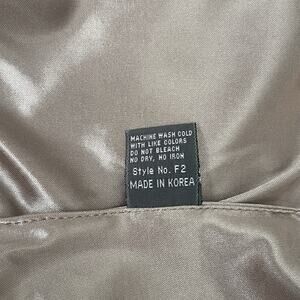 MACHINE WASH COLD
WITH LIKE COLORS
DO NOT BLEACH
NO DRY, NO IRON
Style No. F2
MADE IN KOREA